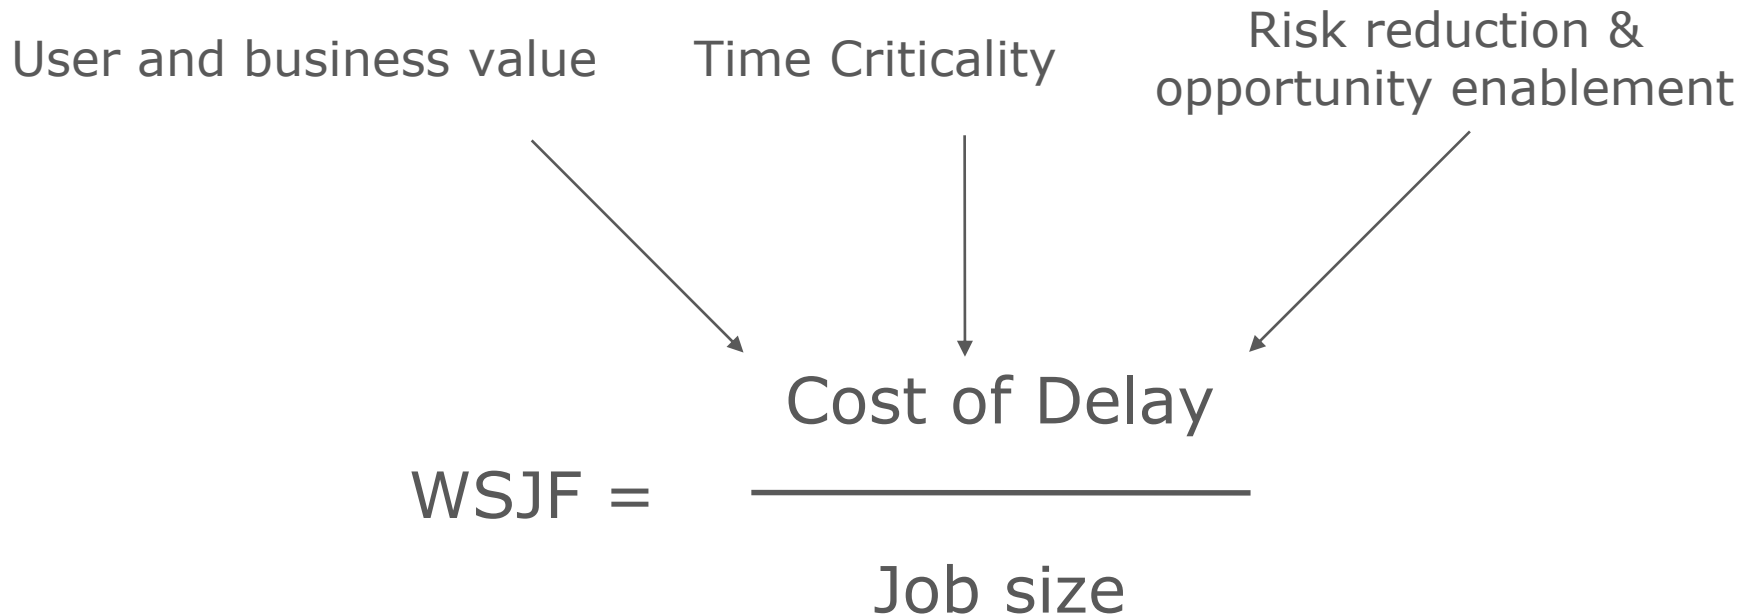 User and business value
Time Criticality
Risk reduction &
opportunity enablement
Cost of Delay
WSJF =
Job size